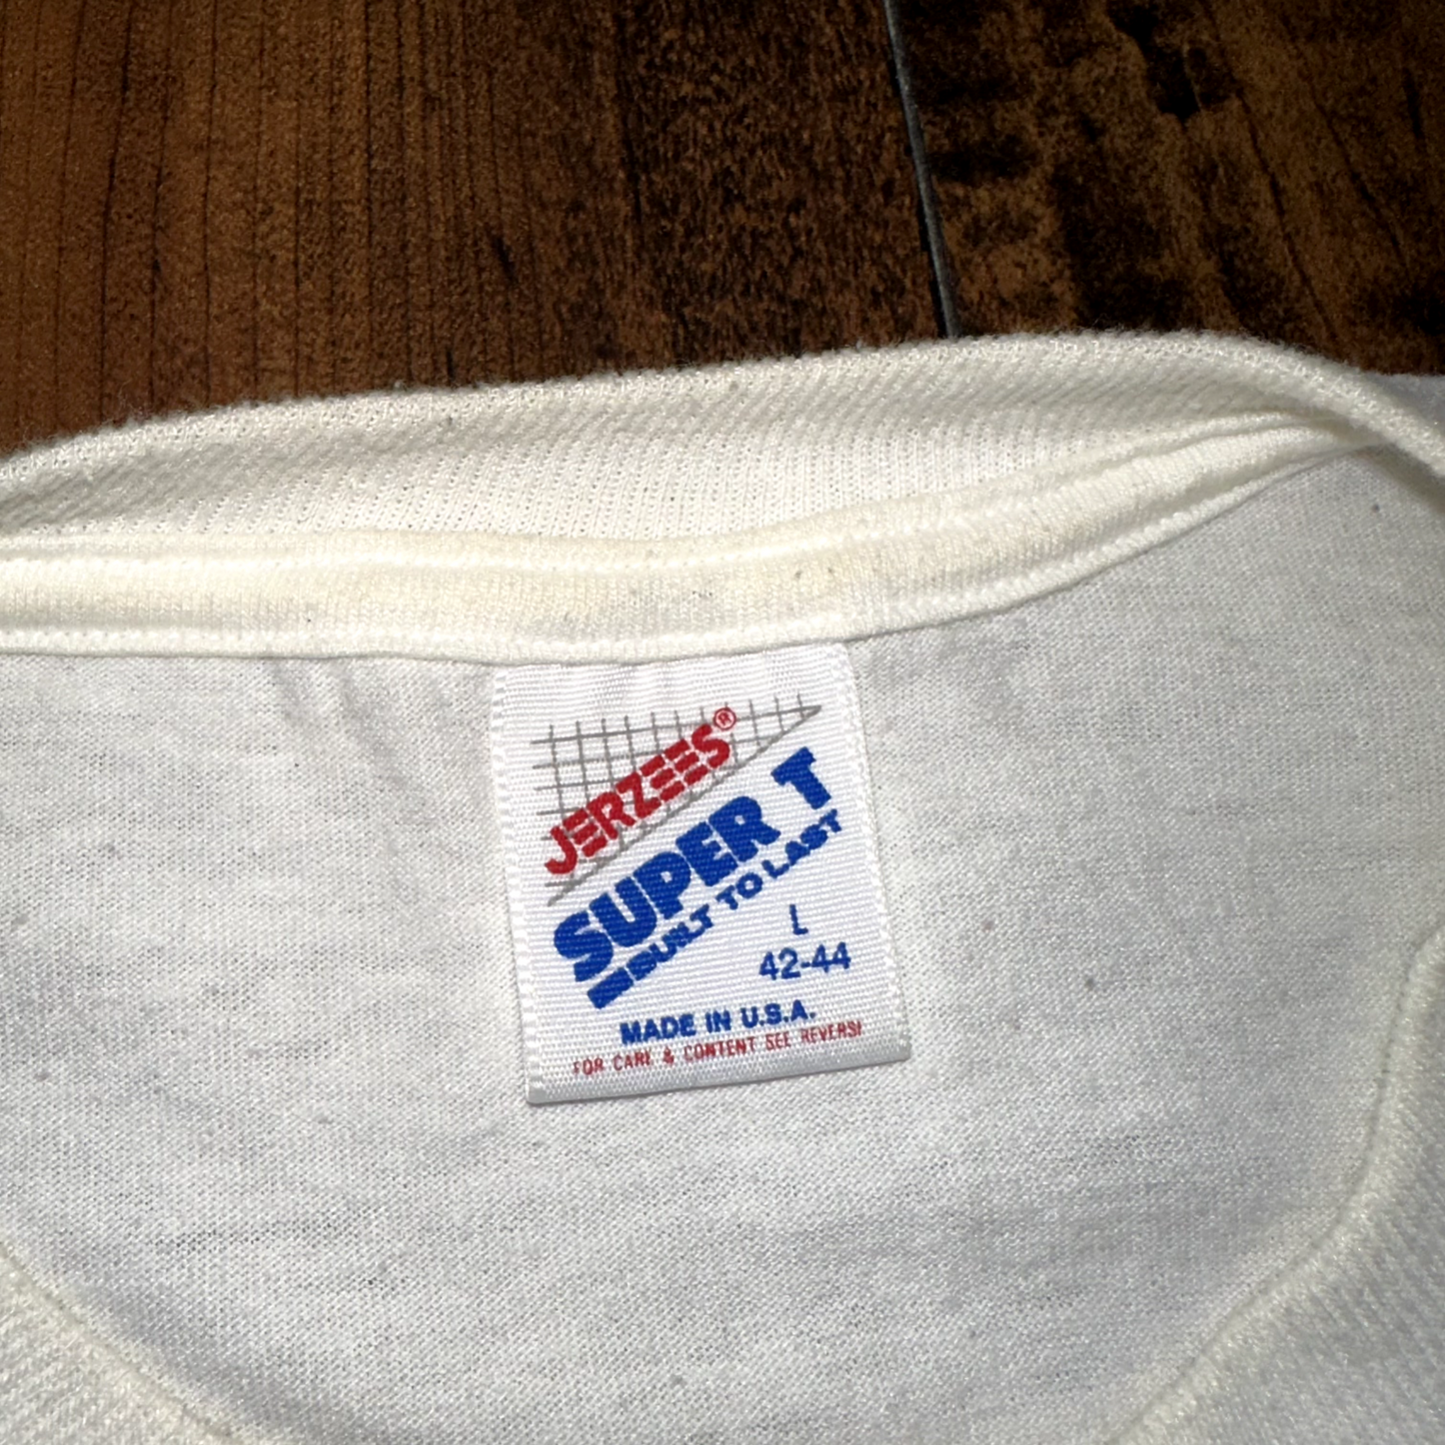 JERZEES®
SUPER T
BUILT TO LAST
L
42-44
MADE IN U.S.A.
FOR CARE & CONTENT SEE REVERSE